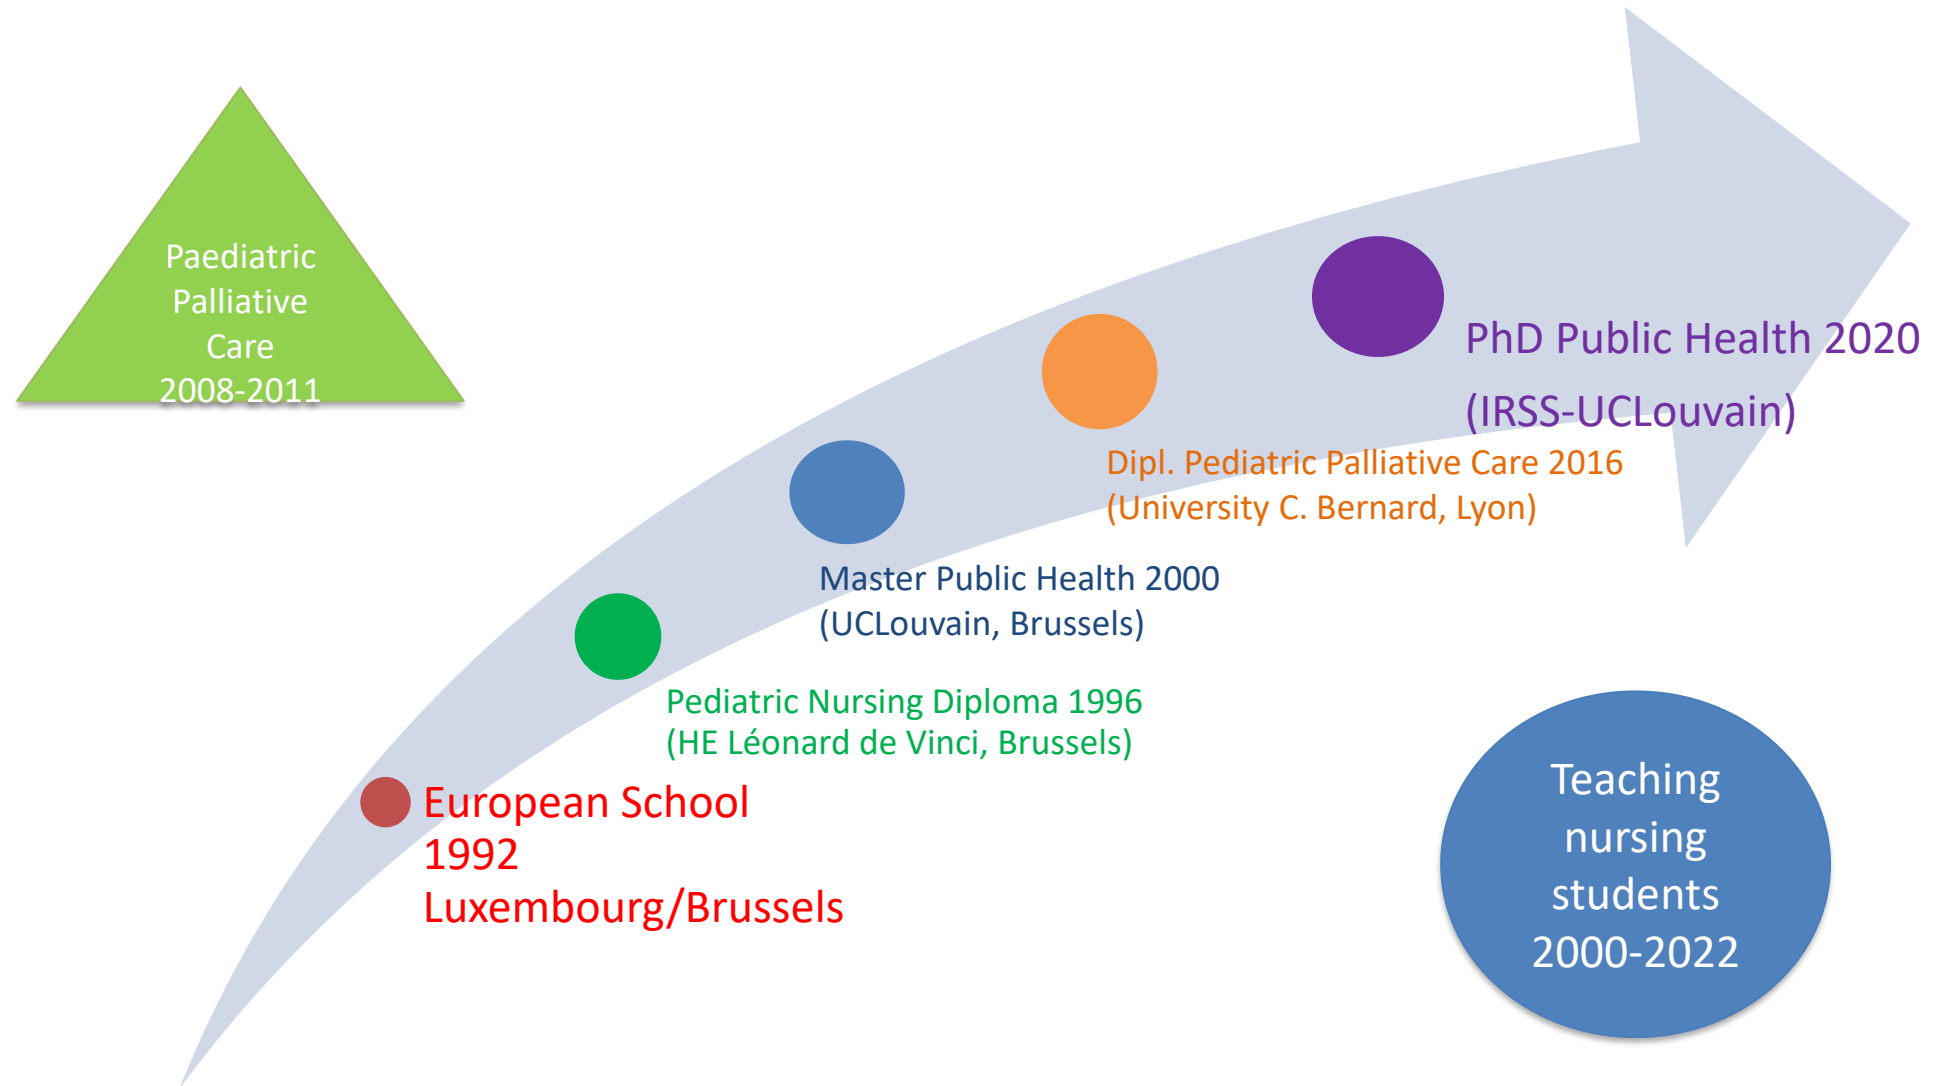 Paediatric
Palliative
Care
2008-2011
PhD Public Health 2020
(IRSS-UCLouvain)
Dipl. Pediatric Palliative Care 2016
(University C. Bernard, Lyon)
Master Public Health 2000
(UCLouvain, Brussels)
Pediatric Nursing Diploma 1996
(HE Léonard de Vinci, Brussels)
European School
1992
Luxembourg/Brussels
Teaching
nursing
students
2000-2022